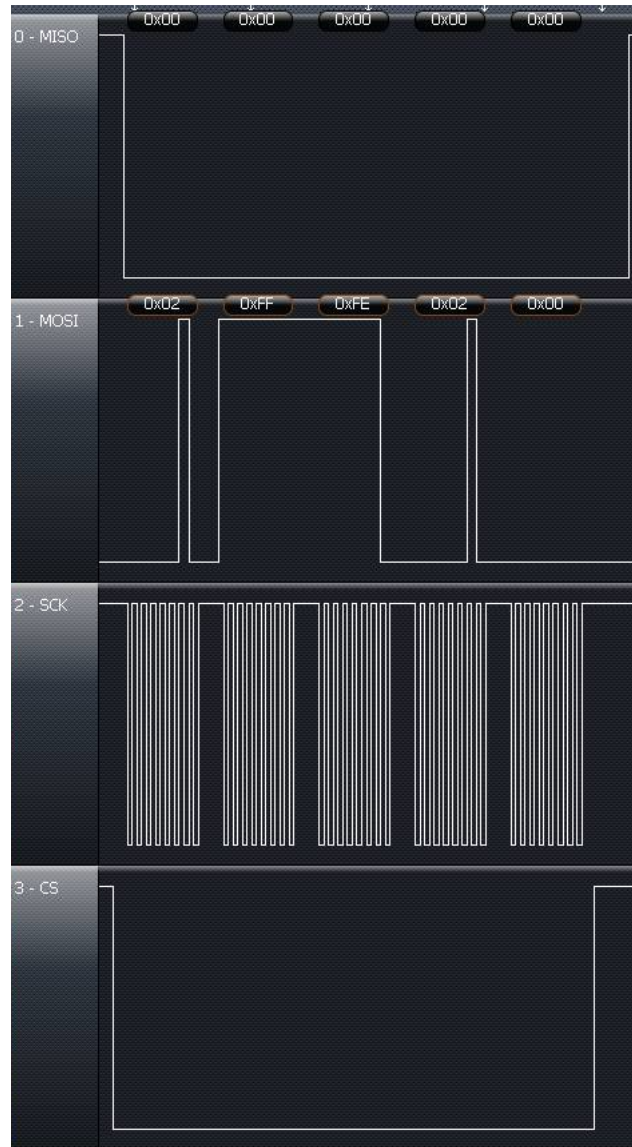 0x00 0x00 0x00 0x00 0x00
0 - MISO
0x02 0xFF 0xFE 0x02 0x00
1 - MOSI
2 - SCK
3 - CS